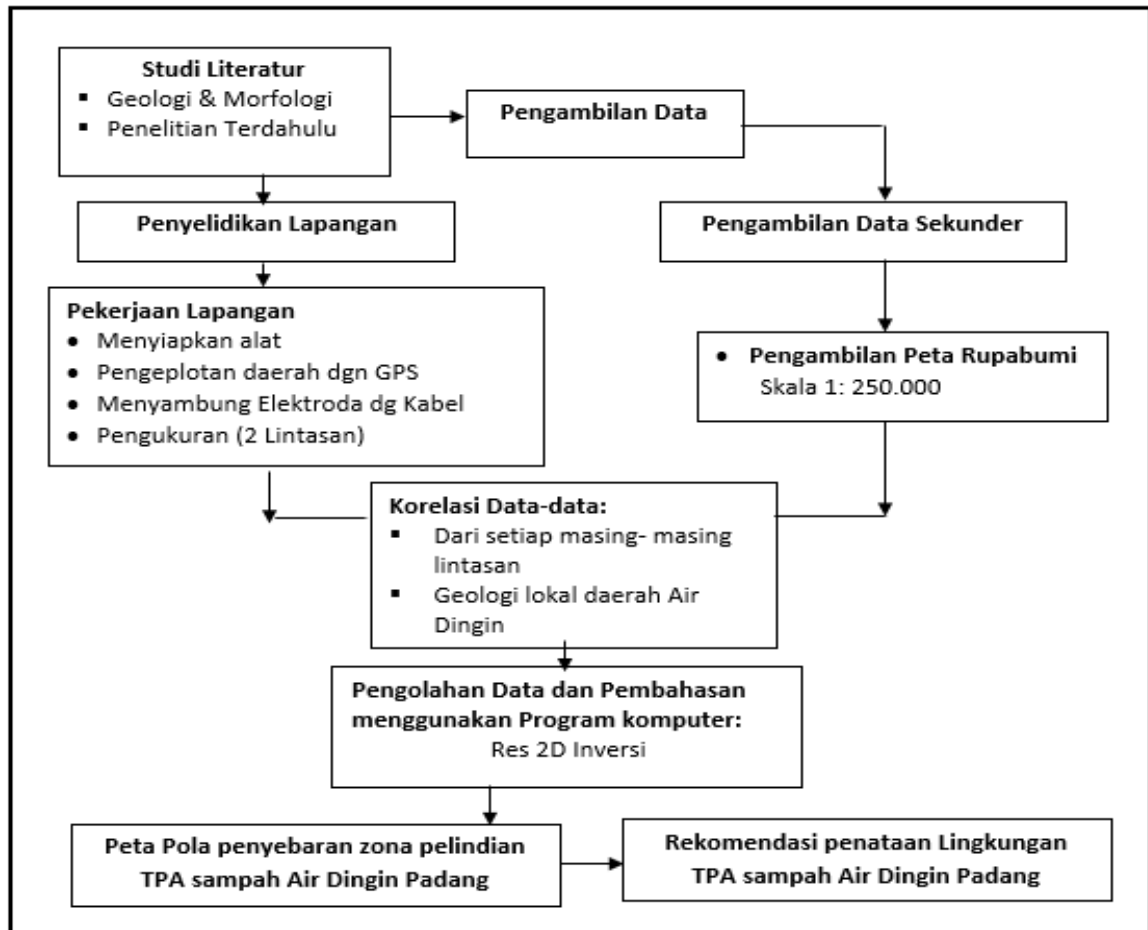 Studi Literatur
▪ Geologi & Morfologi
▪ Penelitian Terdahulu
Pengambilan Data
Penyelidikan Lapangan
Pengambilan Data Sekunder
Pekerjaan Lapangan
● Menyiapkan alat
● Pengeplotan daerah dgn GPS
● Menyambung Elektroda dg Kabel
● Pengukuran (2 Lintasan)
● Pengambilan Peta Rupabumi
Skala 1: 250.000
Korelasi Data-data:
▪ Dari setiap masing- masing
lintasan
▪ Geologi lokal daerah Air
Dingin
Pengolahan Data dan Pembahasan
menggunakan Program komputer:
Res 2D Inversi
Peta Pola penyebaran zona pelindian
TPA sampah Air Dingin Padang
Rekomendasi penataan Lingkungan
TPA sampah Air Dingin Padang